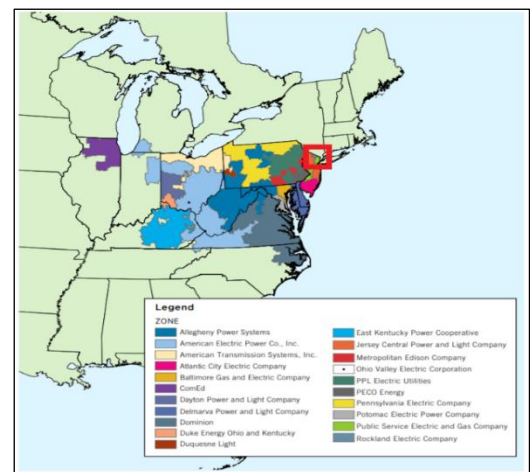 Legend
ZONE
Allegheny Power Systems
American Electric Power Co., Inc.
American Transmission Systems, Inc.
Atlantic City Electric Company
Baltimore Gas and Electric Company
ComEd
Dayton Power and Light Company
Delmarva Power and Light Company
Dominion
Duke Energy Ohio and Kentucky
Duquesne Light
East Kentucky Power Cooperative
Jersey Central Power and Light Company
Metropolitan Edison Company
Ohio Valley Electric Corporation
PPL Electric Utilities
PECO Energy
Pennsylvania Electric Company
Potomac Electric Power Company
Public Service Electric and Gas Company
Rockland Electric Company